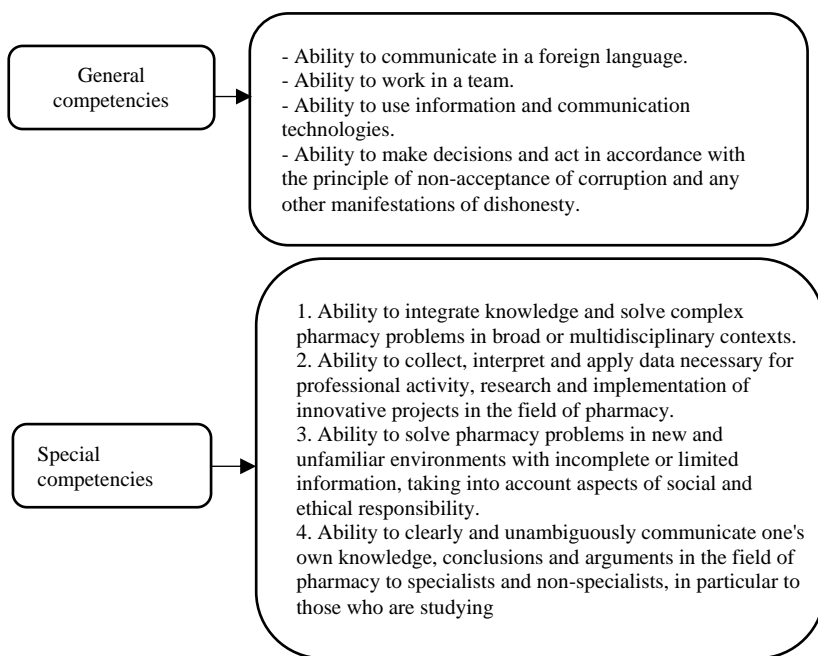 General
competencies
- Ability to communicate in a foreign language.
- Ability to work in a team.
- Ability to use information and communication
technologies.
- Ability to make decisions and act in accordance with
the principle of non-acceptance of corruption and any
other manifestations of dishonesty.
Special
competencies
1. Ability to integrate knowledge and solve complex
pharmacy problems in broad or multidisciplinary contexts.
2. Ability to collect, interpret and apply data necessary for
professional activity, research and implementation of
innovative projects in the field of pharmacy.
3. Ability to solve pharmacy problems in new and
unfamiliar environments with incomplete or limited
information, taking into account aspects of social and
ethical responsibility.
4. Ability to clearly and unambiguously communicate one's
own knowledge, conclusions and arguments in the field of
pharmacy to specialists and non-specialists, in particular to
those who are studying